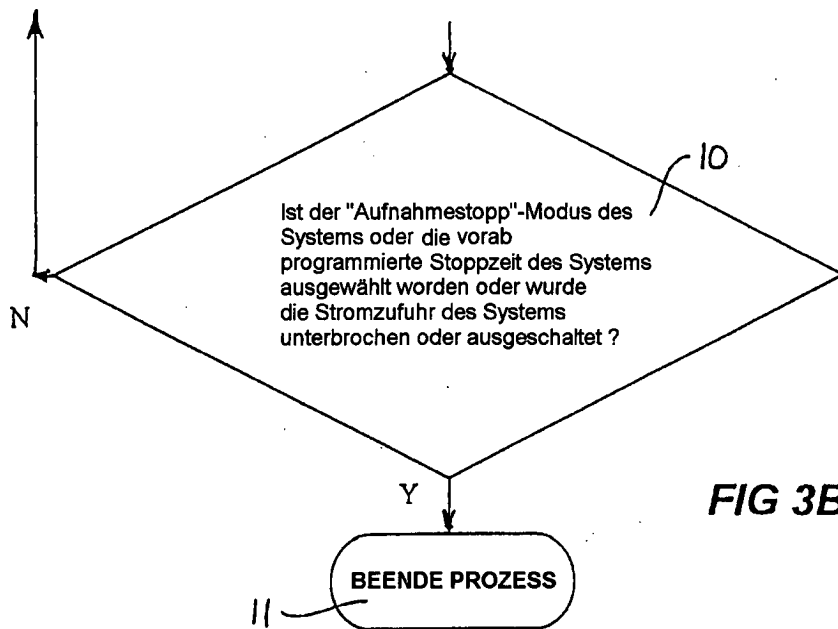 10
Ist der "Aufnahmestopp"-Modus des
Systems oder die vorab
programmierte Stoppzeit des Systems
ausgewählt worden oder wurde
die Stromzufuhr des Systems
unterbrochen oder ausgeschaltet ?
N
Y
FIG 3B
BEENDE PROZESS
11